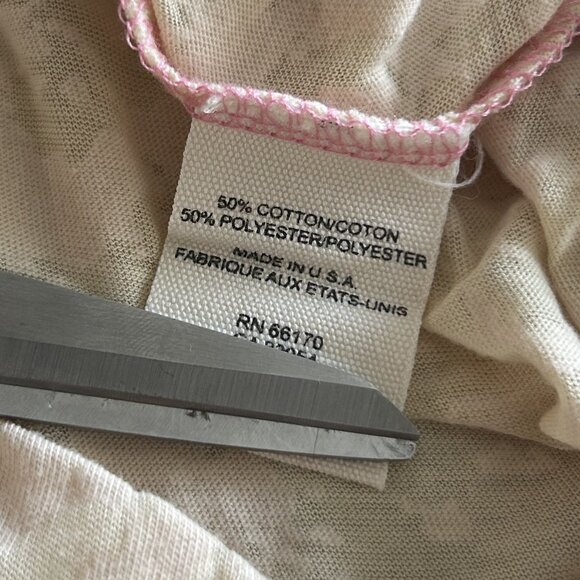 50% COTTON/COTON
50% POLYESTER/POLYESTER
MADE IN U.S.A.
FABRIQUE AUX ETATS-UNIS
RN 66170